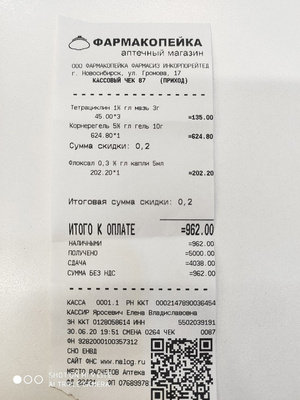 ФАРМАКОПЕЙКА
аптечный магазин
ООО ФАРМАКОПЕЙКА ФАРМАСИЗ ИНКОРПОРЕЙТЕД
г. Новосибирск, ул. Громова, 17
КАССОВЫЙ ЧЕК 87 (ПРИХОД)
Тетрациклин 1% гл мазь 3г
45.00*3 =135.00
Корнерегель 5% гель 10г
624.80*1 =624.80
Сумма скидки: 0,2
Флоксал 0,3 % гл капли 5мл
202.20*1 =202.20
Итоговая сумма скидки: 0,2
ИТОГО К ОПЛАТЕ =962.00
НАЛИЧНЫМИ =962.00
ПОЛУЧЕНО =5000.00
СДАЧА =4038.00
СУММА БЕЗ НДС =962.00
КАССА 0001.1 РН ККТ 0002147890036454
КАССИР Яросевич Елена Владиславовна
ЗН ККТ 0128058614 ИНН 5502039191
30.06.20 19:51 СМЕНА 0264 ЧЕК 0087
ФН 9282000100357312
СНО ЕНВД
САЙТ ФНС www.nalog.ru
МЕСТО РАСЧЕТОВ Аптека
ФП 07689978